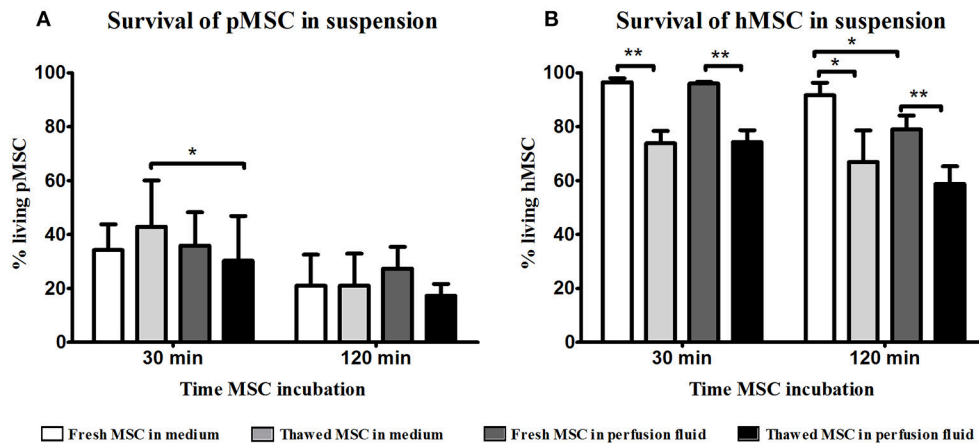 A Survival of pMSC in suspension
% living pMSC
100
80
60
40
20
0
*
30 min 120 min
Time MSC incubation
B Survival of hMSC in suspension
% living hMSC
100
80
60
40
20
0
** ** * * **
30 min 120 min
Time MSC incubation
Fresh MSC in medium Thawed MSC in medium Fresh MSC in perfusion fluid Thawed MSC in perfusion fluid